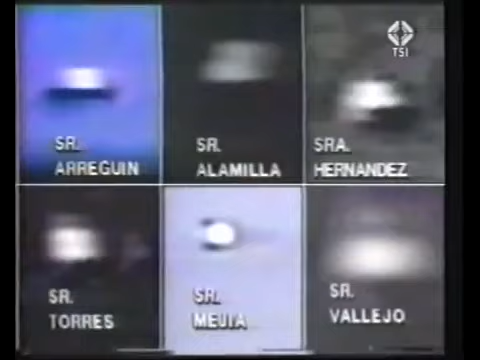 TSI
SR.
ARREGUIN
SR.
ALAMILLA
SRA.
HERNANDEZ
SR.
TORRES
SR.
MEJIA
SR.
VALLEJO